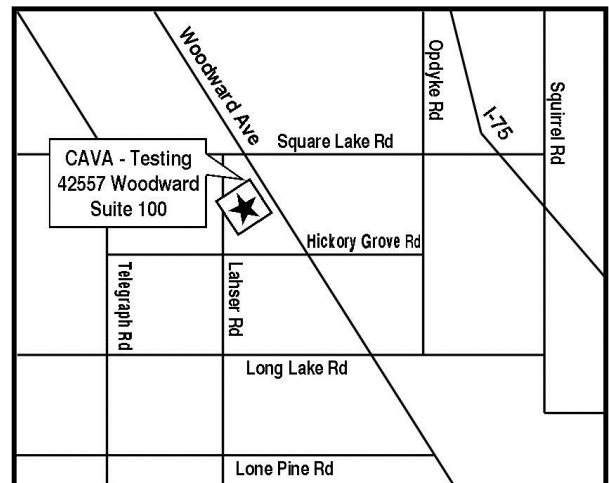 Woodward Ave
Opdyke Rd
I-75
Squirrel Rd
Square Lake Rd
CAVA - Testing
42557 Woodward
Suite 100
Hickory Grove Rd
Telegraph Rd
Lahser Rd
Long Lake Rd
Lone Pine Rd